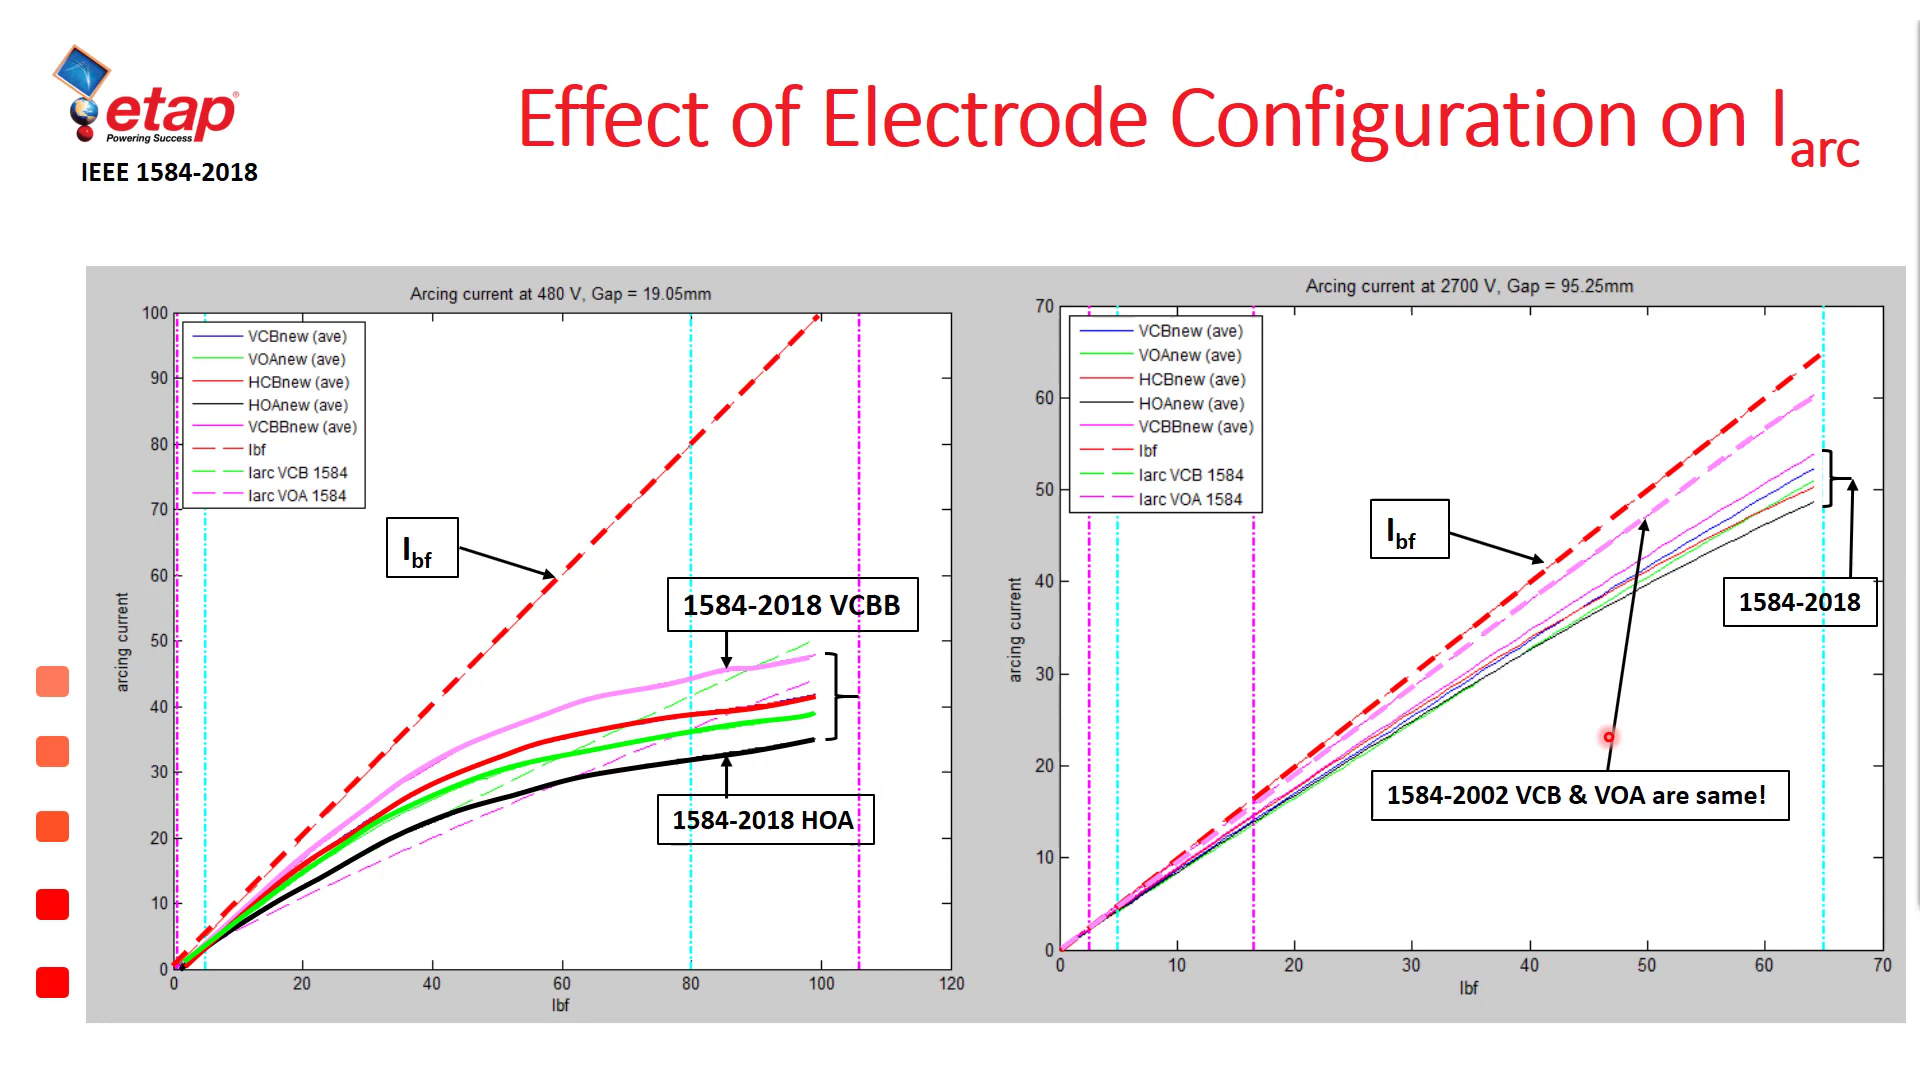 etap®
Powering Success
IEEE 1584-2018
Effect of Electrode Configuration on Iarc
Arcing current at 480 V, Gap = 19.05mm
100
90
80
70
60
50
40
30
20
10
0
arcing current
VCBnew (ave)
VOAnew (ave)
HCBnew (ave)
HOAnew (ave)
VCBBnew (ave)
Ibf
Iarc VCB 1584
Iarc VOA 1584
Ibf
1584-2018 VCBB
1584-2018 HOA
0 20 40 60 80 100 120
Ibf
Arcing current at 2700 V, Gap = 95.25mm
70
60
50
40
30
20
10
0
arcing current
VCBnew (ave)
VOAnew (ave)
HCBnew (ave)
HOAnew (ave)
VCBBnew (ave)
Ibf
Iarc VCB 1584
Iarc VOA 1584
Ibf
1584-2018
1584-2002 VCB & VOA are same!
0 10 20 30 40 50 60 70
Ibf